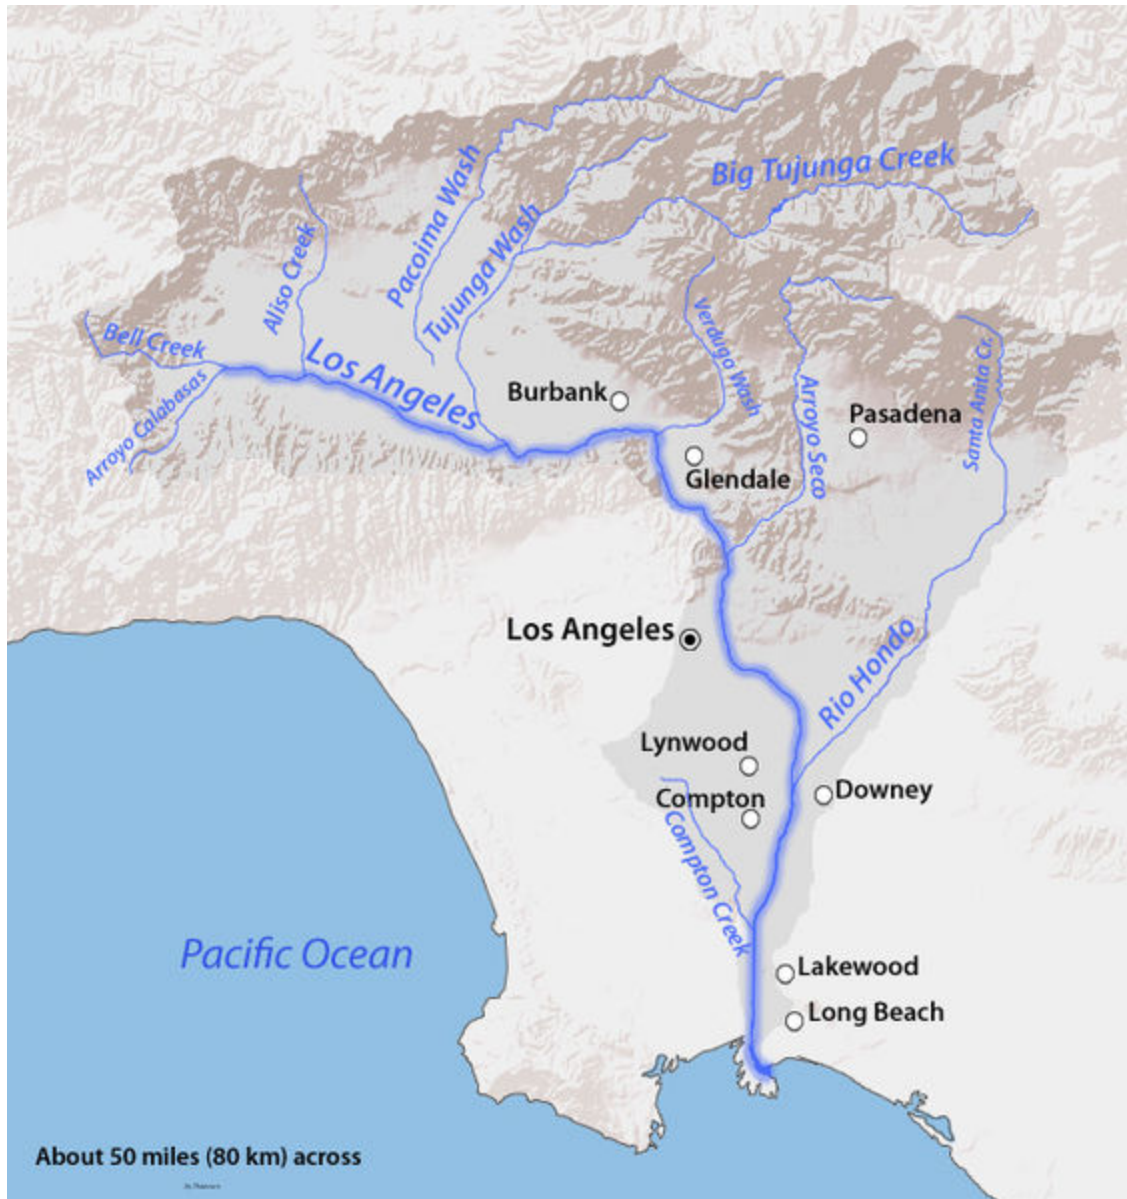 Big Tujunga Creek
Pacoima Wash
Tujunga Wash
Aliso Creek
Bell Creek
Arroyo Calabasas
Los Angeles
Verdugo Wash
Burbank
Arroyo Seco
Pasadena
Santa Anita Cr.
Glendale
Los Angeles
Rio Hondo
Lynwood
Compton
Downey
Compton Creek
Pacific Ocean
Lakewood
Long Beach
About 50 miles (80 km) across